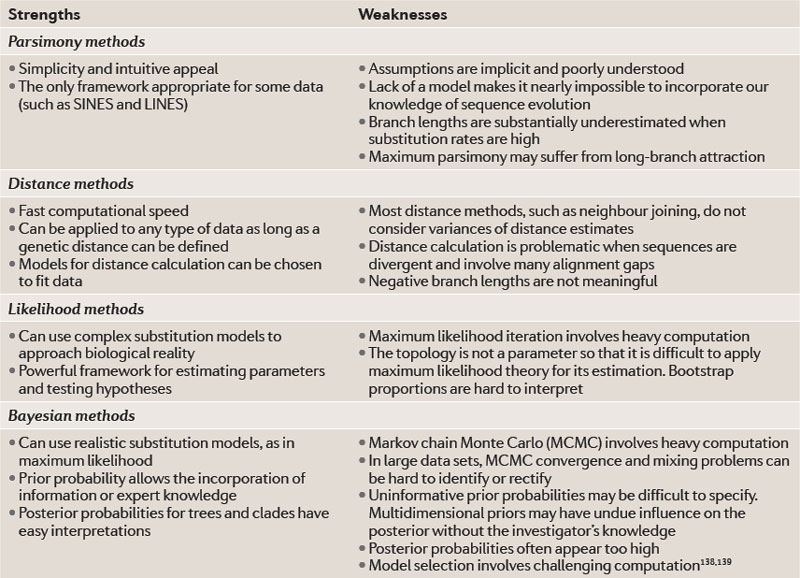 Strengths
Weaknesses
Parsimony methods
• Simplicity and intuitive appeal
• The only framework appropriate for some data
(such as SINES and LINES)
• Assumptions are implicit and poorly understood
• Lack of a model makes it nearly impossible to incorporate our
knowledge of sequence evolution
• Branch lengths are substantially underestimated when
substitution rates are high
• Maximum parsimony may suffer from long-branch attraction
Distance methods
• Fast computational speed
• Can be applied to any type of data as long as a
genetic distance can be defined
• Models for distance calculation can be chosen
to fit data
• Most distance methods, such as neighbour joining, do not
consider variances of distance estimates
• Distance calculation is problematic when sequences are
divergent and involve many alignment gaps
• Negative branch lengths are not meaningful
Likelihood methods
• Can use complex substitution models to
approach biological reality
• Powerful framework for estimating parameters
and testing hypotheses
• Maximum likelihood iteration involves heavy computation
• The topology is not a parameter so that it is difficult to apply
maximum likelihood theory for its estimation. Bootstrap
proportions are hard to interpret
Bayesian methods
• Can use realistic substitution models, as in
maximum likelihood
• Prior probability allows the incorporation of
information or expert knowledge
• Posterior probabilities for trees and clades have
easy interpretations
• Markov chain Monte Carlo (MCMC) involves heavy computation
• In large data sets, MCMC convergence and mixing problems can
be hard to identify or rectify
• Uninformative prior probabilities may be difficult to specify.
Multidimensional priors may have undue influence on the
posterior without the investigator's knowledge
• Posterior probabilities often appear too high
• Model selection involves challenging computation138,139